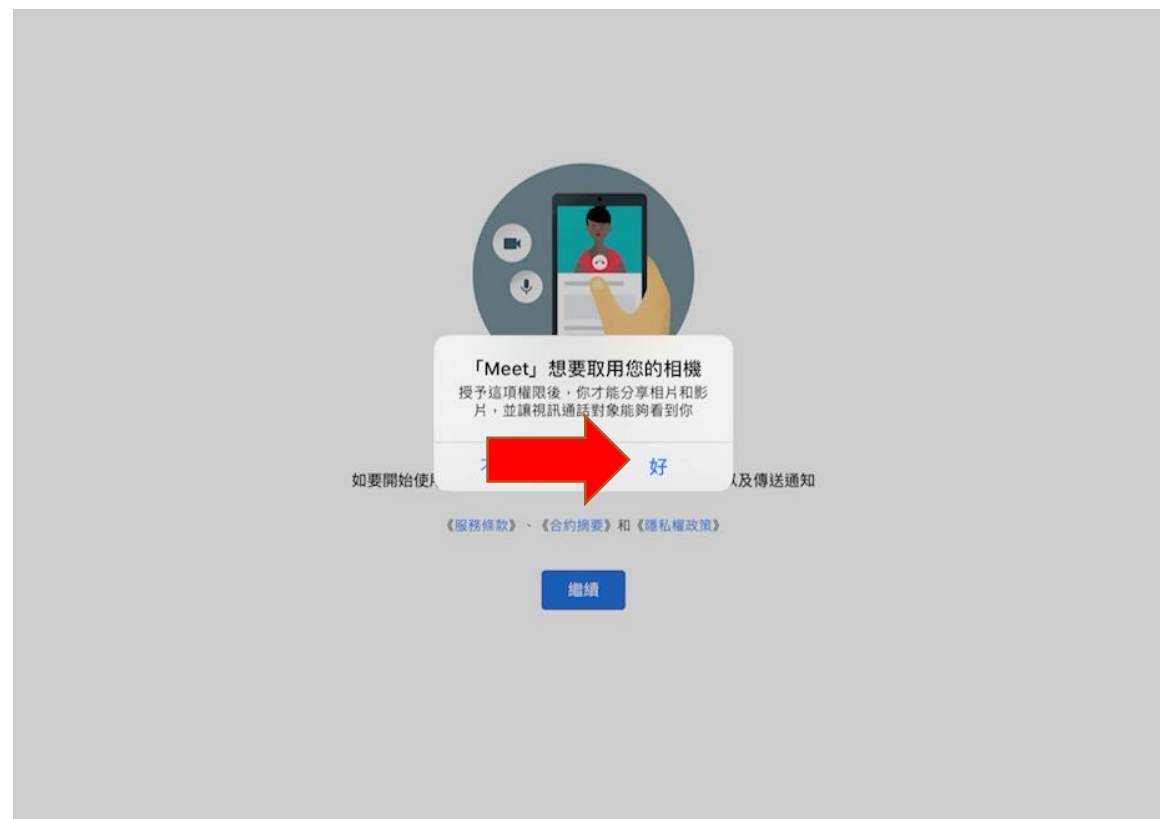 「Meet」想要取用您的相機
授予這項權限後，你才能分享相片和影
片，並讓視訊通話對象能夠看到你
好
如要開始使 以及傳送通知
《服務條款》、《合約摘要》和《隱私權政策》
繼續